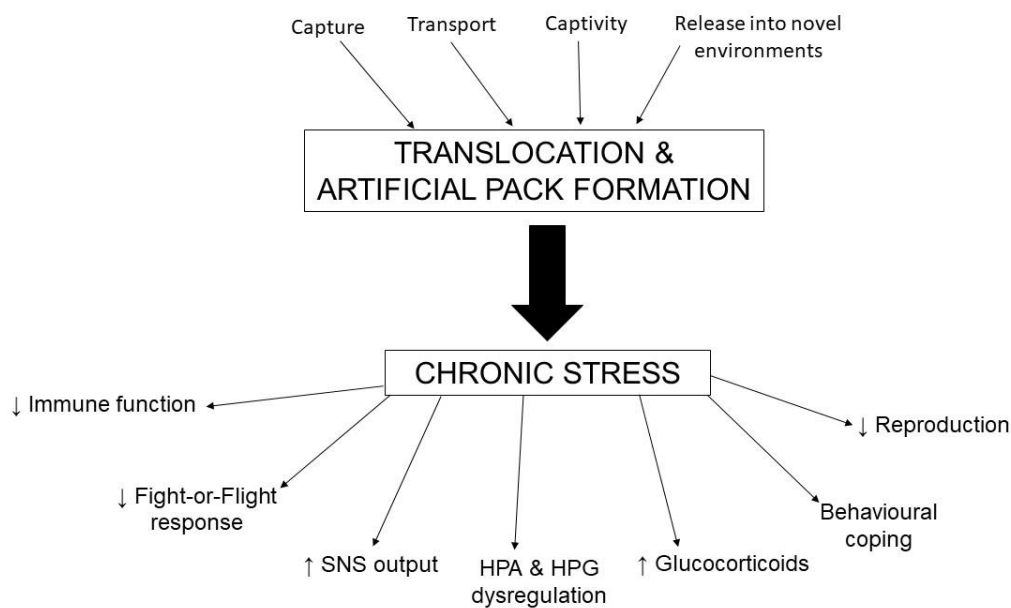 Capture
Transport
Captivity
Release into novel
environments
TRANSLOCATION &
ARTIFICIAL PACK FORMATION
CHRONIC STRESS
↓ Immune function
↓ Reproduction
↓ Fight-or-Flight
response
Behavioural
coping
↑ SNS output
HPA & HPG
dysregulation
↑ Glucocorticoids